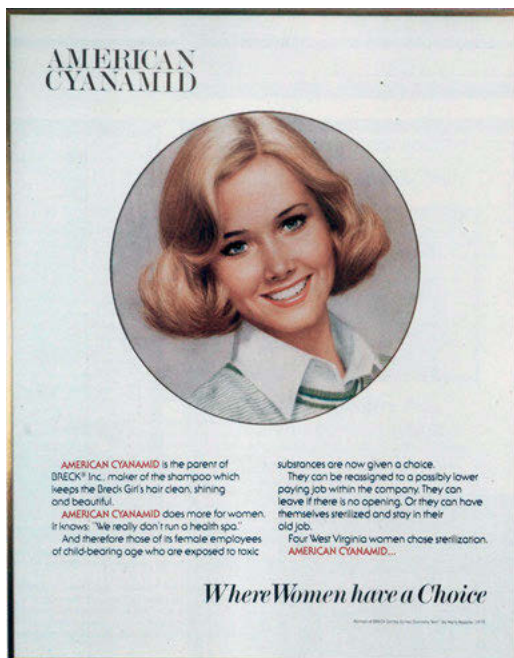 AMERICAN
CYANAMID
AMERICAN CYANAMID is the parent of
BRECK® Inc., maker of the shampoo which
keeps the Breck Girl's hair clean, shining
and beautiful.
AMERICAN CYANAMID does more for women.
It knows: "We really don't run a health spa."
And therefore those of its female employees
of child-bearing age who are exposed to toxic
substances are now given a choice.
They can be reassigned to a possibly lower
paying job within the company. They can
leave if there is no opening. Or they can have
themselves sterilized and stay in their
old job.
Four West Virginia women chose sterilization.
AMERICAN CYANAMID...
Where Women have a Choice